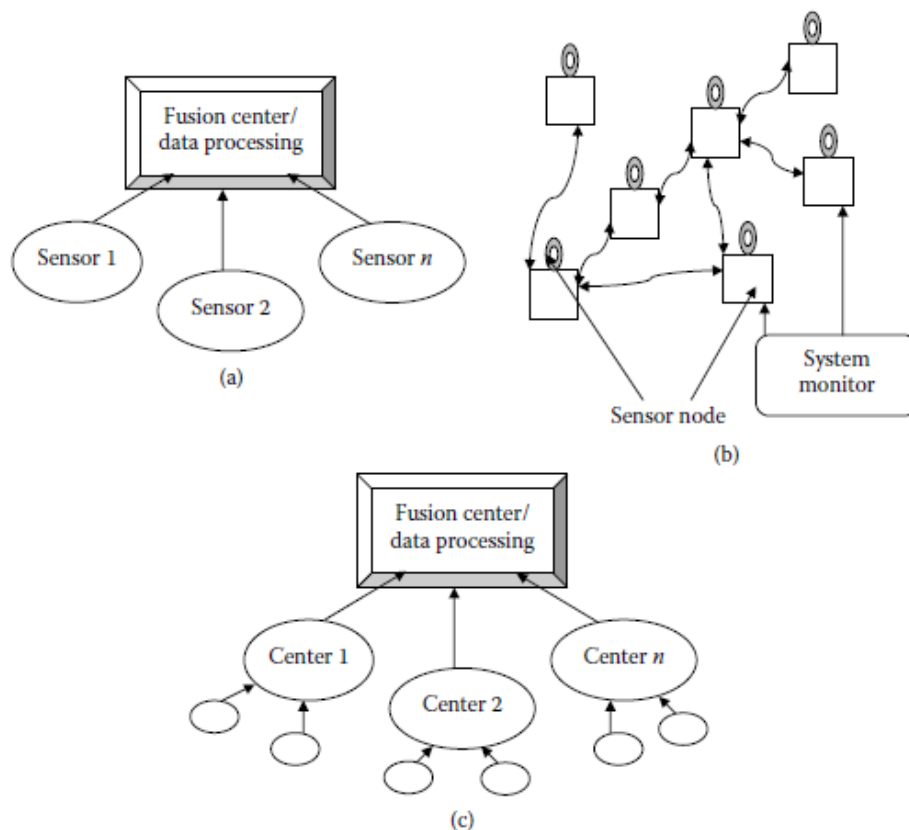 Fusion center/
data processing
Sensor 1
Sensor 2
Sensor n
(a)
System
monitor
Sensor node
(b)
Fusion center/
data processing
Center 1
Center 2
Center n
(c)